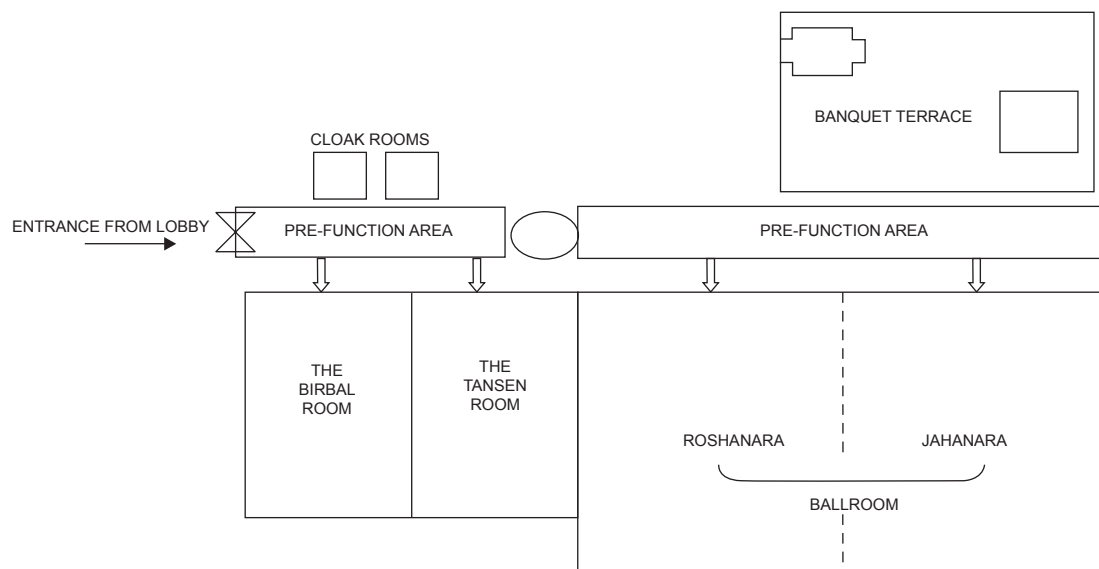 BANQUET TERRACE
CLOAK ROOMS
ENTRANCE FROM LOBBY
PRE-FUNCTION AREA
PRE-FUNCTION AREA
THE
BIRBAL
ROOM
THE
TANSEN
ROOM
ROSHANARA
JAHANARA
BALLROOM